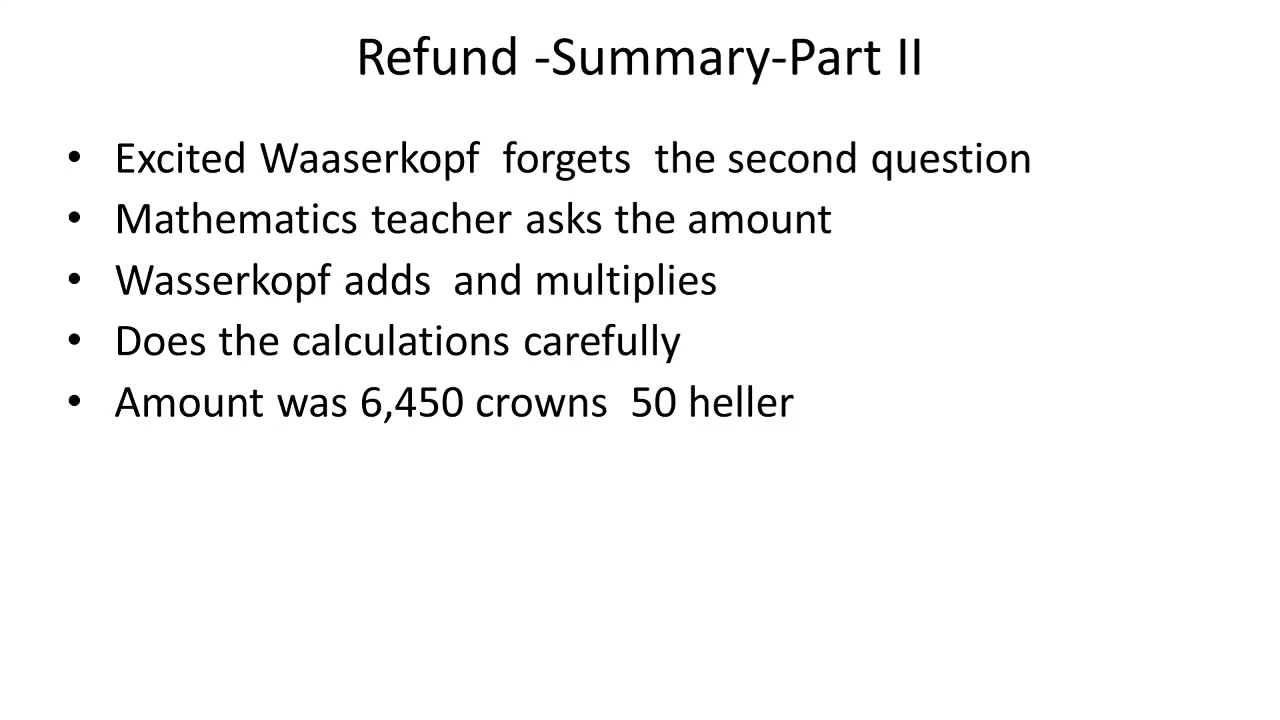 Refund -Summary-Part II
• Excited Waaserkopf  forgets  the second question
• Mathematics teacher asks the amount
• Wasserkopf adds  and multiplies
• Does the calculations carefully
• Amount was 6,450 crowns  50 heller